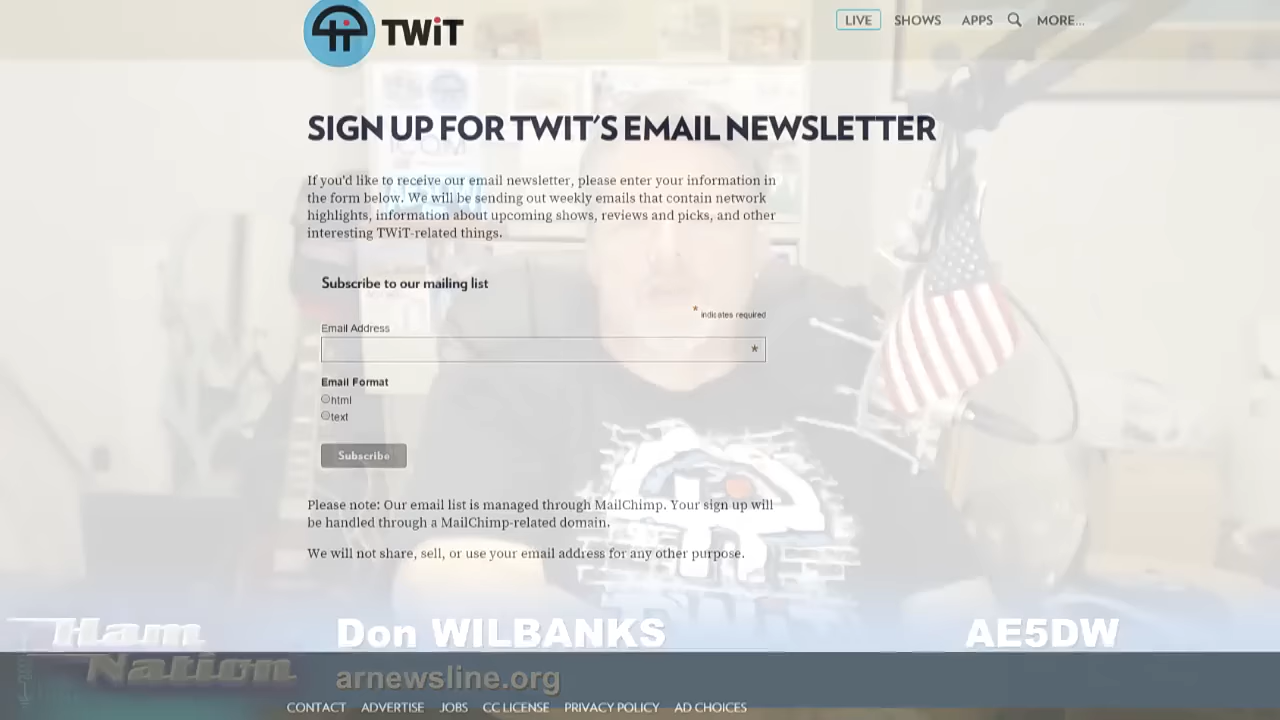 TWiT
LIVE SHOWS APPS MORE...
SIGN UP FOR TWIT'S EMAIL NEWSLETTER
If you'd like to receive our email newsletter, please enter your information in
the form below. We will be sending out weekly emails that contain network
highlights, information about upcoming shows, reviews and picks, and other
interesting TWiT-related things.
Subscribe to our mailing list
* indicates required
Email Address
*
Email Format
html
text
Subscribe
Please note: Our email list is managed through MailChimp. Your sign up will
be handled through a MailChimp-related domain.
We will not share, sell, or use your email address for any other purpose.
Ham
Nation
Don WILBANKS AE5DW
arnewsline.org
CONTACT ADVERTISE JOBS CC LICENSE PRIVACY POLICY AD CHOICES
ICOM